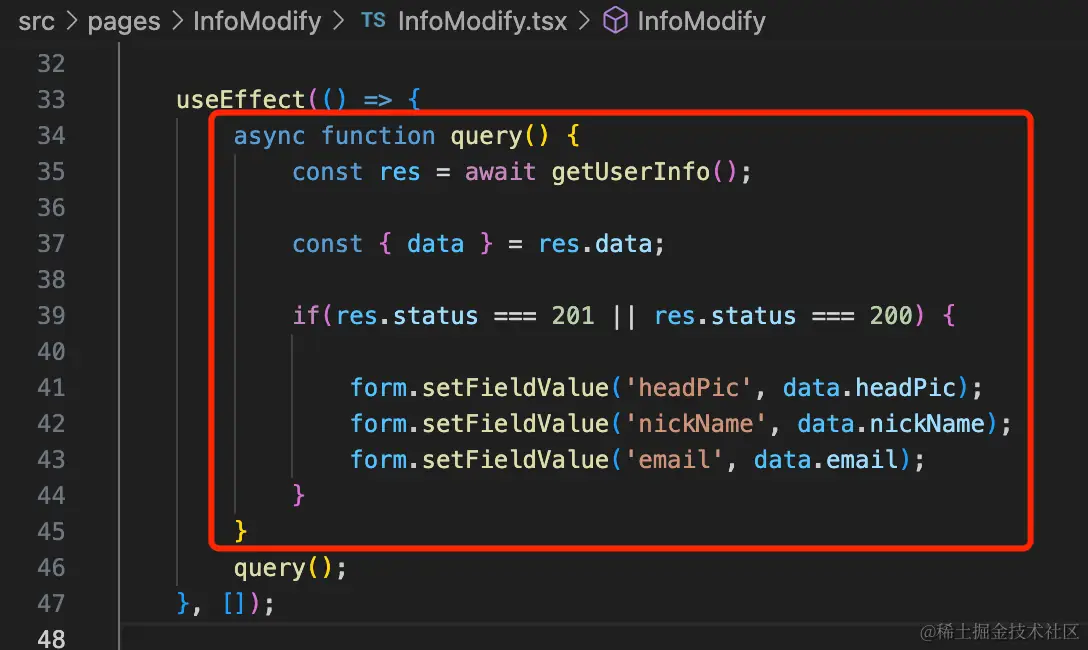 src > pages > InfoModify > TS InfoModify.tsx > InfoModify
32
33 useEffect(() => {
34 async function query() {
35 const res = await getUserInfo();
36
37 const { data } = res.data;
38
39 if(res.status === 201 || res.status === 200) {
40
41 form.setFieldValue('headPic', data.headPic);
42 form.setFieldValue('nickName', data.nickName);
43 form.setFieldValue('email', data.email);
44 }
45 }
46 query();
47 }, []);
48
@稀土掘金技术社区